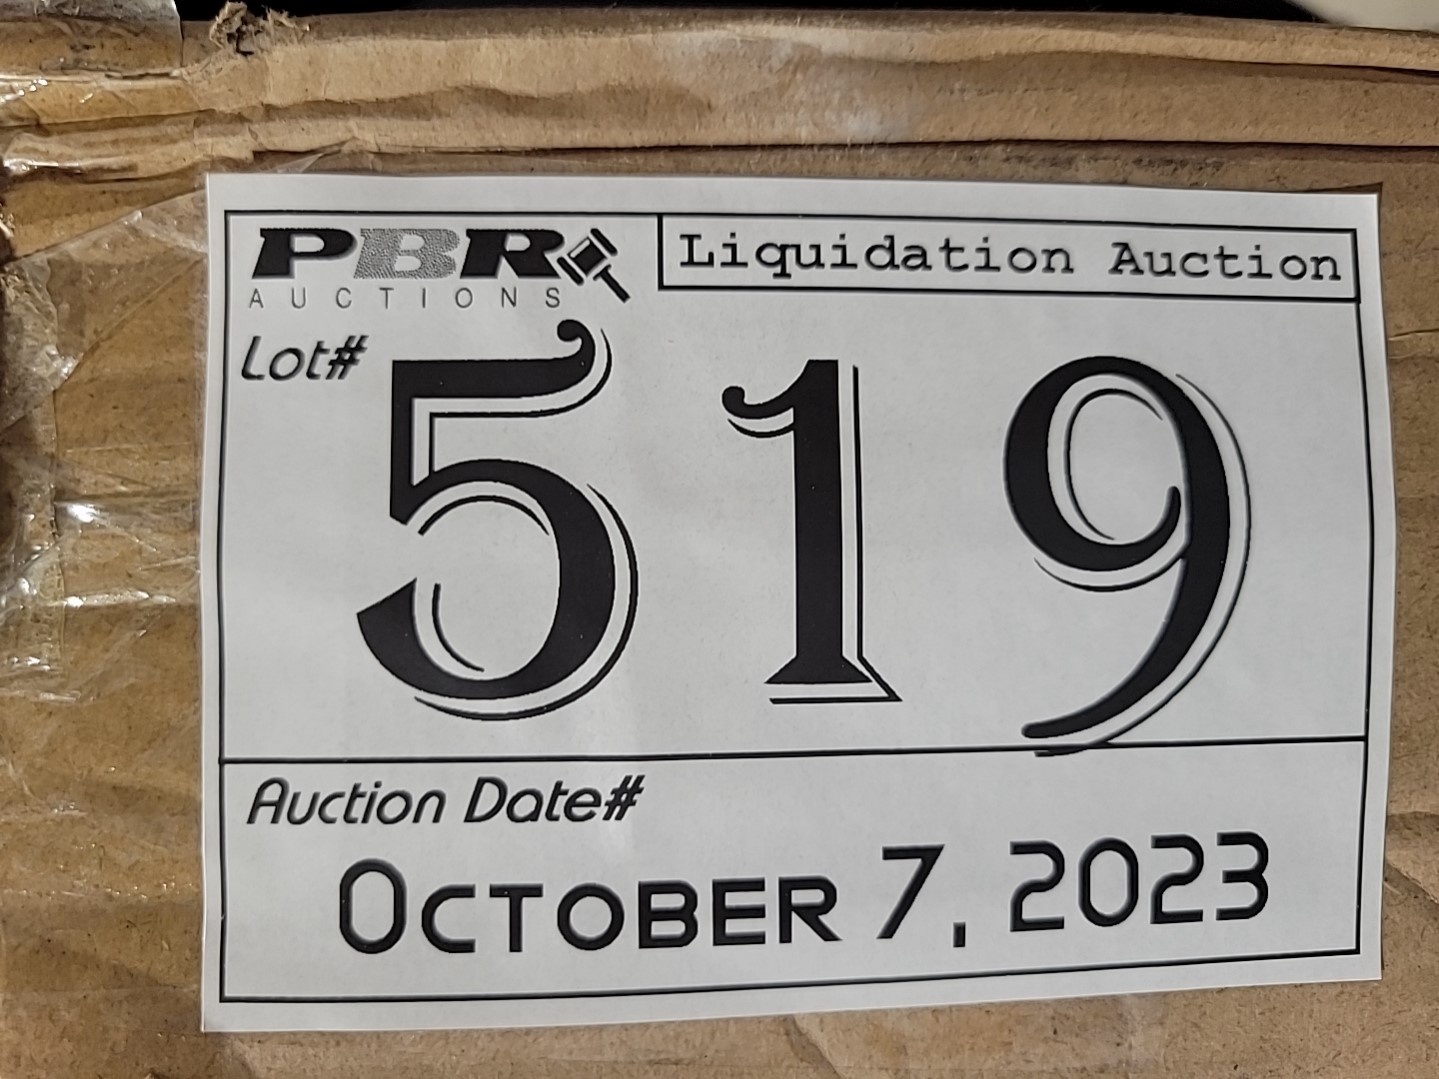 PBR
AUCTIONS
Liquidation Auction
Lot#
519
Auction Date#
OCTOBER 7, 2023